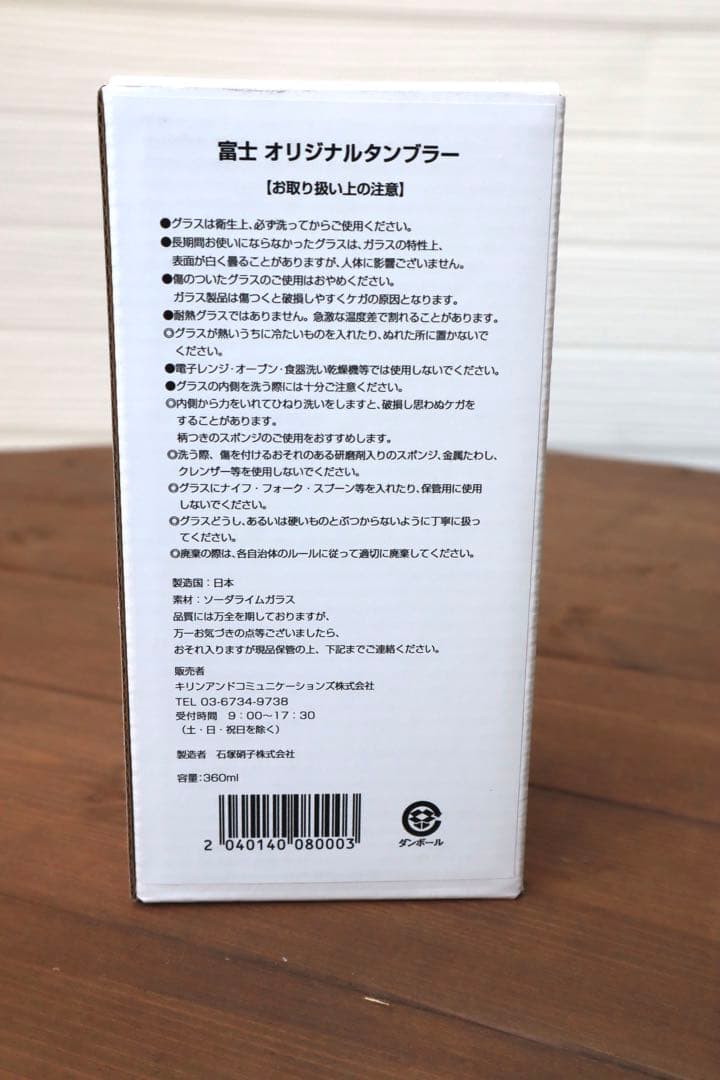 富士 オリジナルタンブラー
【お取り扱い上の注意】
●グラスは衛生上、必ず洗ってからご使用ください。
●長期間お使いにならなかったグラスは、ガラスの特性上、
表面が白く曇ることがありますが、人体に影響ございません。
●傷のついたグラスのご使用はおやめください。
ガラス製品は傷つくと破損しやすくケガの原因となります。
●耐熱グラスではありません。急激な温度差で割れることがあります。
◎グラスが熱いうちに冷たいものを入れたり、ぬれた所に置かないで
ください。
●電子レンジ・オーブン・食器洗い乾燥機等では使用しないでください。
●グラスの内側を洗う際には十分ご注意ください。
◎内側から力をいれてひねり洗いをしますと、破損し思わぬケガを
することがあります。
柄つきのスポンジのご使用をおすすめします。
◎洗う際、傷を付けるおそれのある研磨剤入りのスポンジ、金属たわし、
クレンザー等を使用しないでください。
◎グラスにナイフ・フォーク・スプーン等を入れたり、保管用に使用
しないでください。
◎グラスどうし、あるいは硬いものとぶつからないように丁寧に扱っ
てください。
◎廃棄の際は、各自治体のルールに従って適切に廃棄してください。
製造国：日本
素材：ソーダライムガラス
品質には万全を期しておりますが、
万一お気づきの点等ございましたら、
おそれ入りますが現品保管の上、下記までご連絡ください。
販売者
キリンアンドコミュニケーションズ株式会社
TEL 03-6734-9738
受付時間 9：00〜17：30
（土・日・祝日を除く）
製造者 石塚硝子株式会社
容量：360ml
2 040140 080003
ダンボール